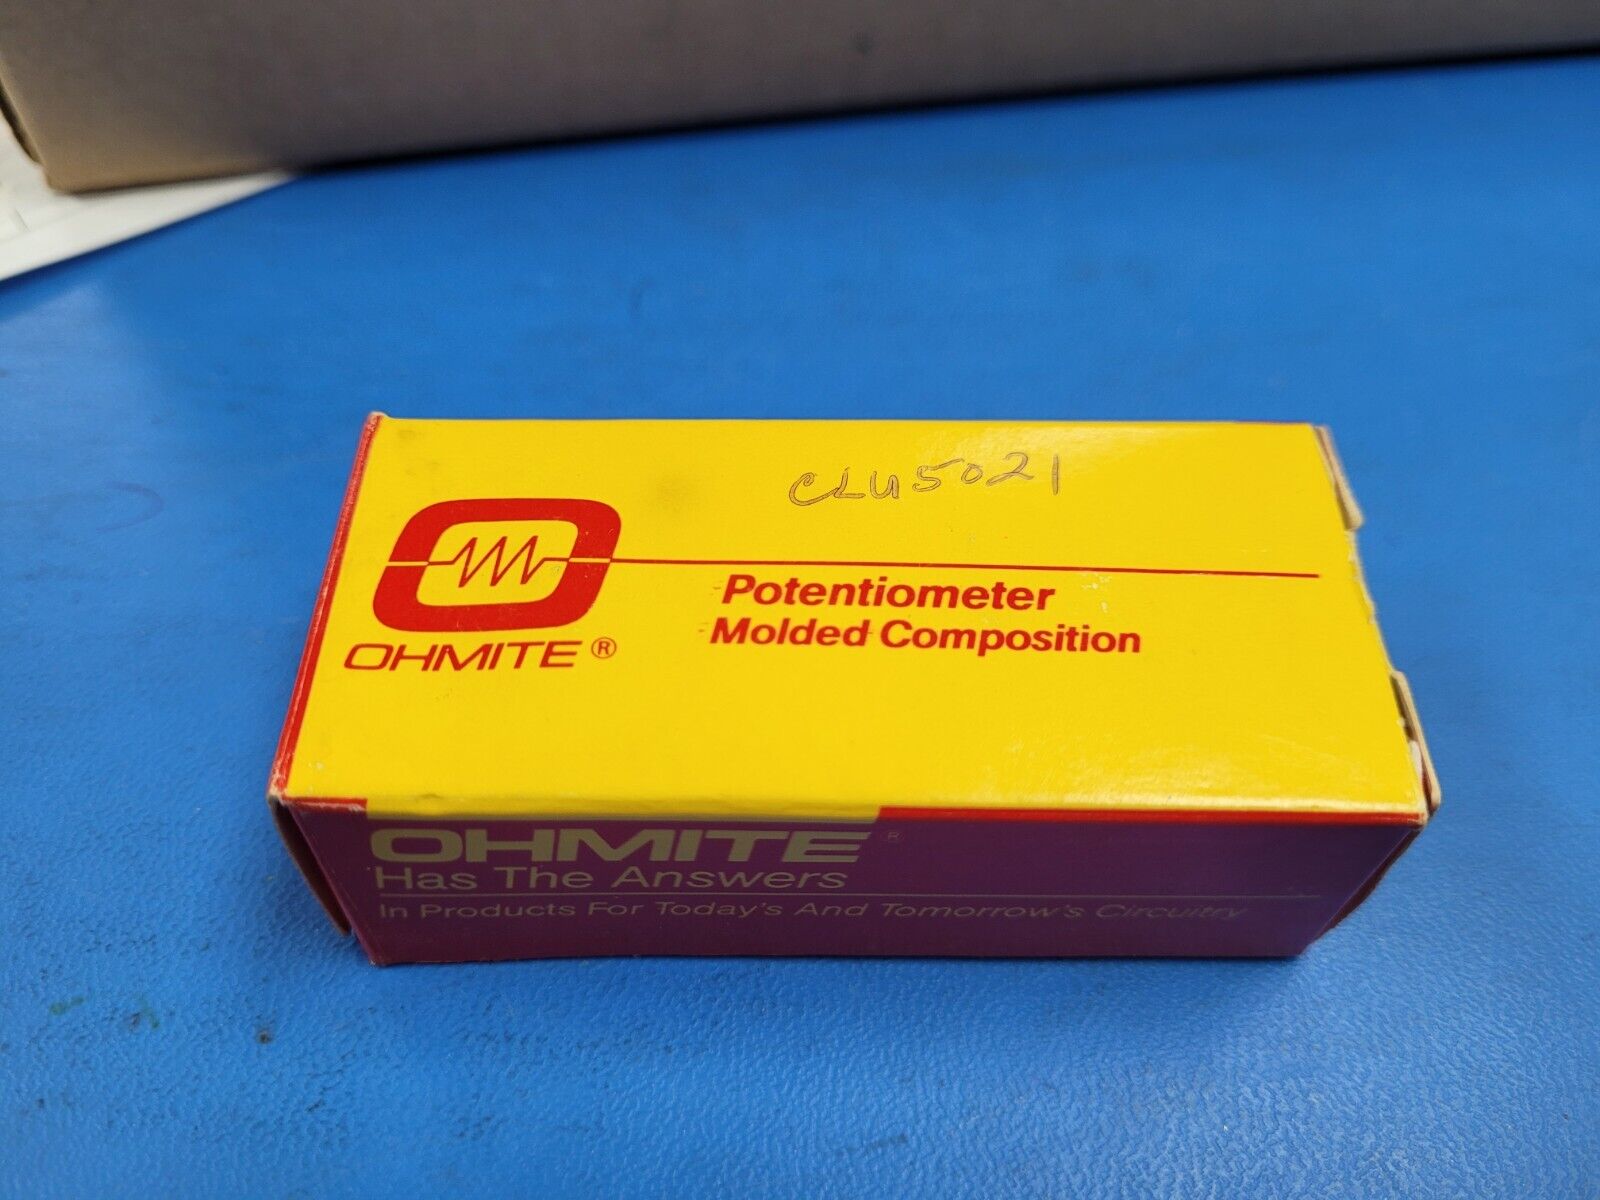 CLU5021
Potentiometer
Molded Composition
OHMITE®
OHMITE®
Has The Answers
In Products For Today's And Tomorrow's Circuitry